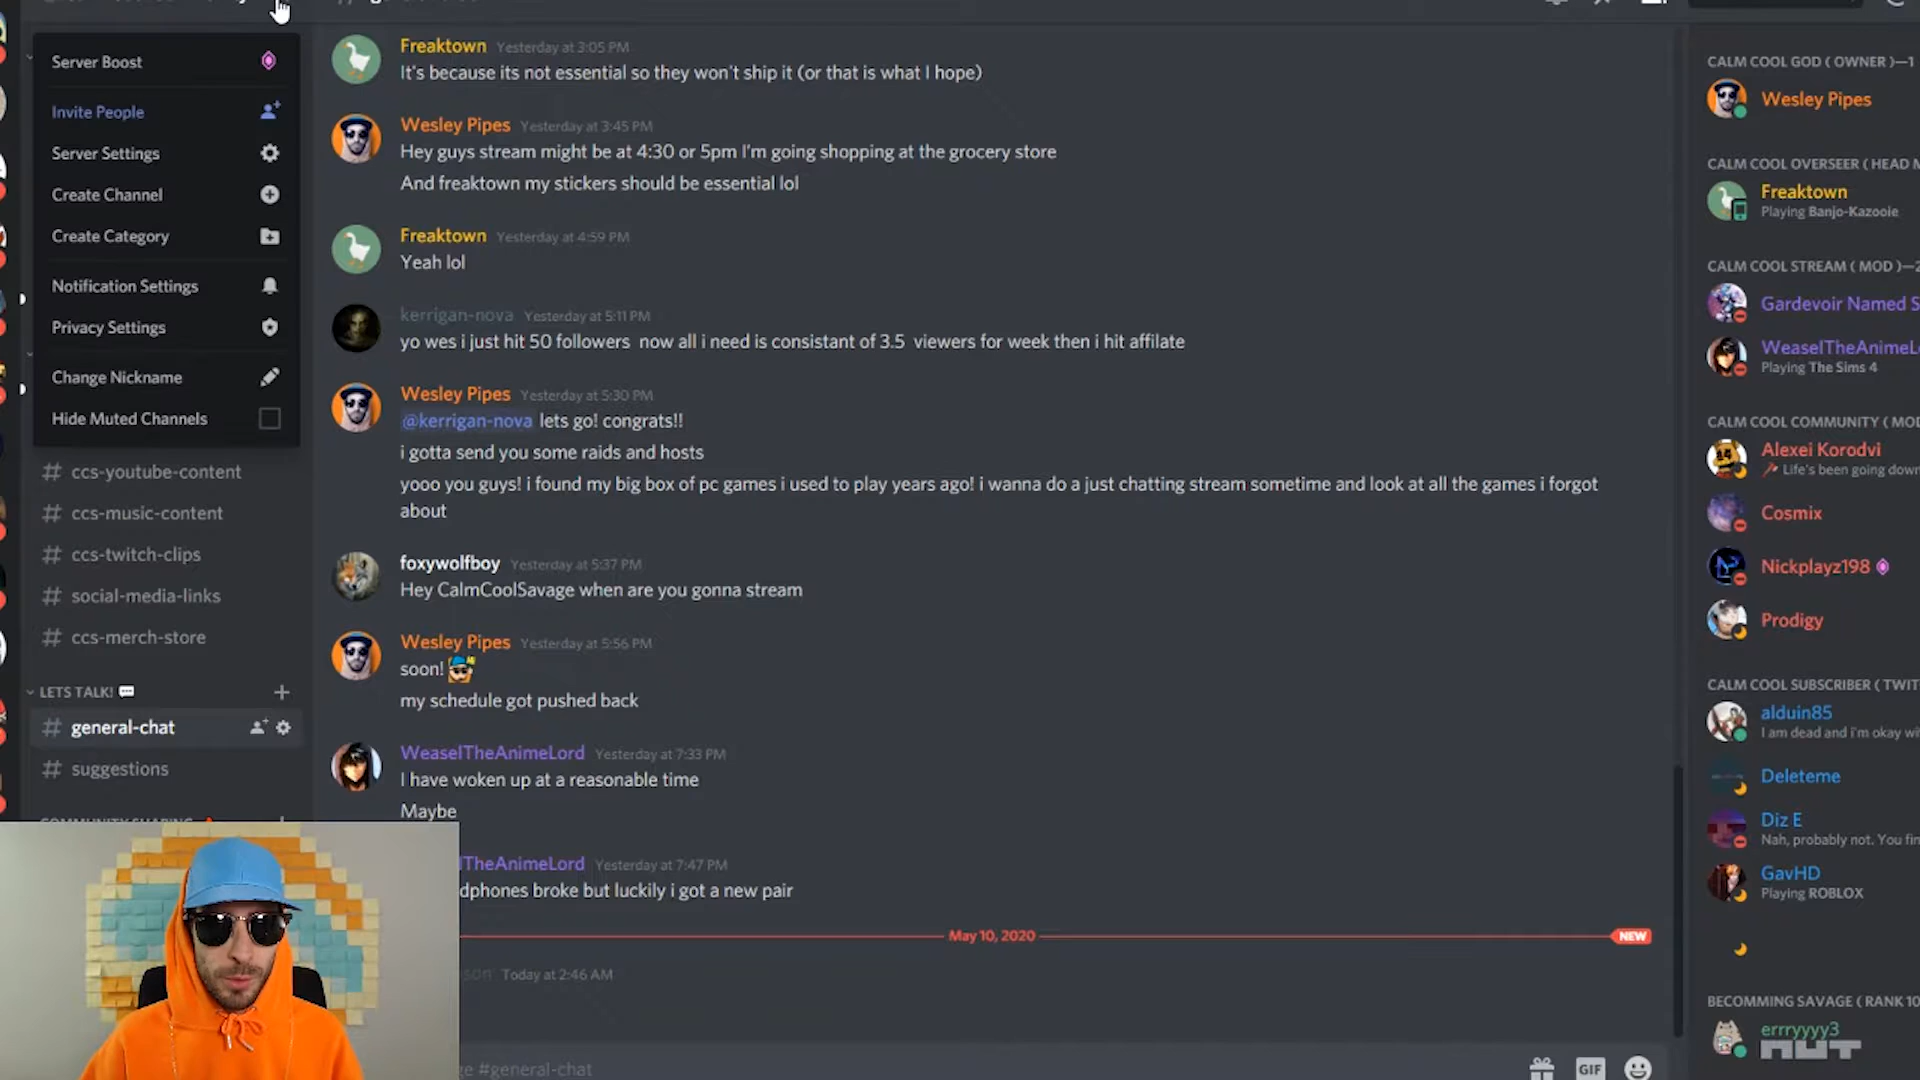 Server Boost
Invite People
Server Settings
Create Channel
Create Category
Notification Settings
Privacy Settings
Change Nickname
Hide Muted Channels
# ccs-youtube-content
# ccs-music-content
# ccs-twitch-clips
# social-media-links
# ccs-merch-store
LETS TALK!
# general-chat
# suggestions
Freaktown Yesterday at 3:05 PM
It's because its not essential so they won't ship it (or that is what I hope)
Wesley Pipes Yesterday at 3:45 PM
Hey guys stream might be at 4:30 or 5pm I'm going shopping at the grocery store
And freaktown my stickers should be essential lol
Freaktown Yesterday at 4:59 PM
Yeah lol
kerrigan-nova Yesterday at 5:11 PM
yo wes i just hit 50 followers now all i need is consistant of 3.5 viewers for week then i hit affilate
Wesley Pipes Yesterday at 5:30 PM
@kerrigan-nova lets go! congrats!!
i gotta send you some raids and hosts
yooo you guys! i found my big box of pc games i used to play years ago! i wanna do a just chatting stream sometime and look at all the games i forgot
about
foxywolfboy Yesterday at 5:37 PM
Hey CalmCoolSavage when are you gonna stream
Wesley Pipes Yesterday at 5:56 PM
soon!
my schedule got pushed back
WeaselTheAnimeLord Yesterday at 7:33 PM
I have woken up at a reasonable time
Maybe
lTheAnimeLord Yesterday at 7:47 PM
dphones broke but luckily i got a new pair
May 10, 2020 NEW
son Today at 2:46 AM
ge #general-chat
GIF
CALM COOL GOD ( OWNER )—1
Wesley Pipes
CALM COOL OVERSEER ( HEAD M
Freaktown
Playing Banjo-Kazooie
CALM COOL STREAM ( MOD )—2
Gardevoir Named S
WeaselTheAnimeLo
Playing The Sims 4
CALM COOL COMMUNITY ( MOD
Alexei Korodvi
Life's been going down
Cosmix
Nickplayz198
Prodigy
CALM COOL SUBSCRIBER ( TWIT
alduin85
I am dead and i'm okay wi
Deleteme
Diz E
Nah, probably not. You fin
GavHD
Playing ROBLOX
BECOMMING SAVAGE ( RANK 10
errryyyy3